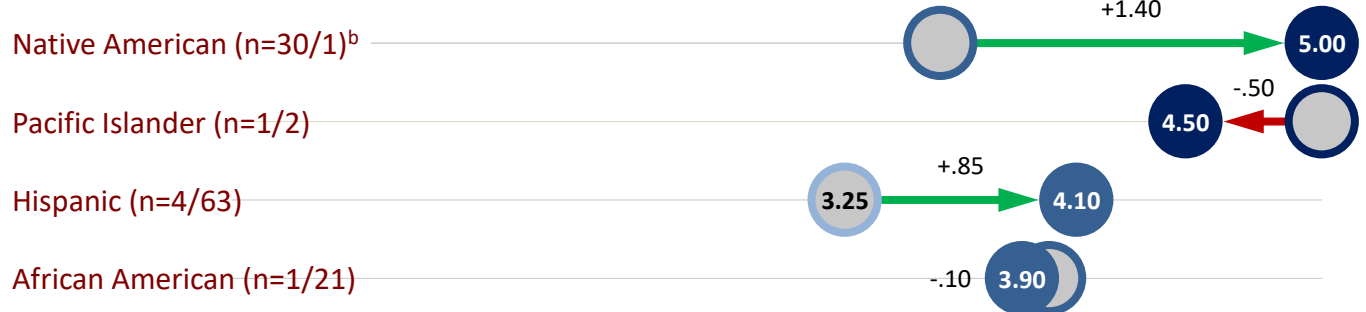 +1.40
Native American (n=30/1)ᵇ 5.00
-.50
Pacific Islander (n=1/2) 4.50
+.85
Hispanic (n=4/63) 3.25 4.10
African American (n=1/21) -.10 3.90